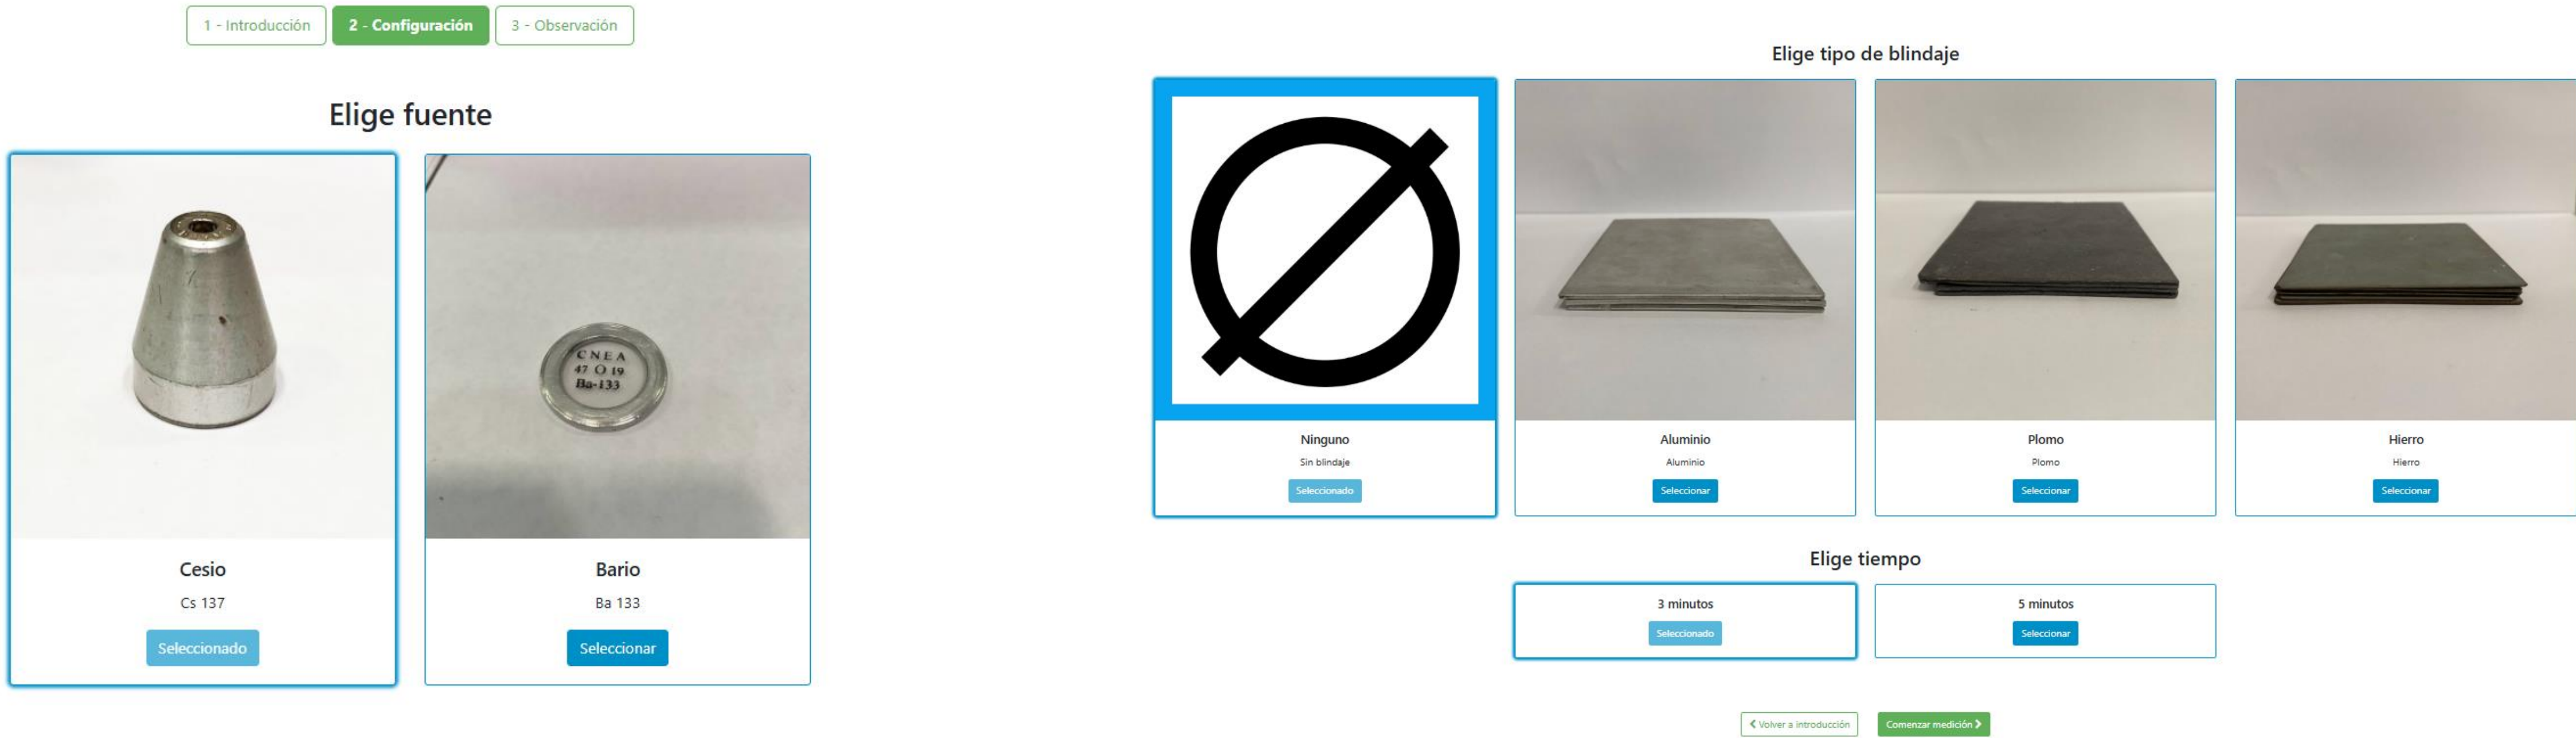 1 - Introducción
2 - Configuración
3 - Observación
Elige fuente
CNEA
47 O 19
Ba-133
Cesio
Cs 137
Seleccionado
Bario
Ba 133
Seleccionar
Elige tipo de blindaje
Ninguno
Sin blindaje
Seleccionado
Aluminio
Aluminio
Seleccionar
Plomo
Plomo
Seleccionar
Hierro
Hierro
Seleccionar
Elige tiempo
3 minutos
Seleccionado
5 minutos
Seleccionar
Volver a introducción
Comenzar medición